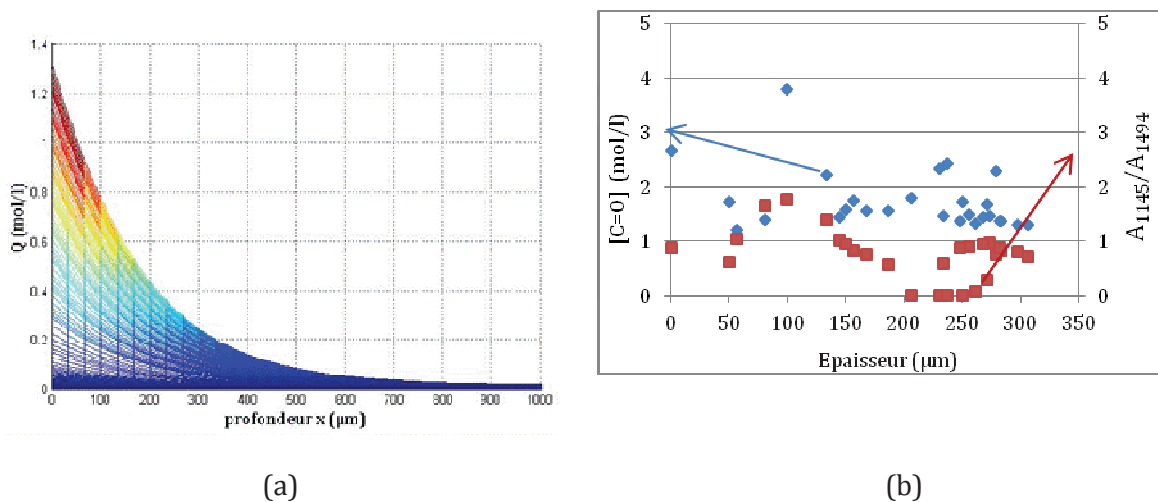 1.4
1.2
1
0.8
0.6
0.4
0.2
0
Q (mol/l)
0 100 200 300 400 500 600 700 800 900 1000
profondeur x (µm)
(a)
5
4
3
2
1
0
[C=O] (mol/l)
5
4
3
2
1
0
A1145/A1494
0 50 100 150 200 250 300 350
Epaisseur (µm)
(b)